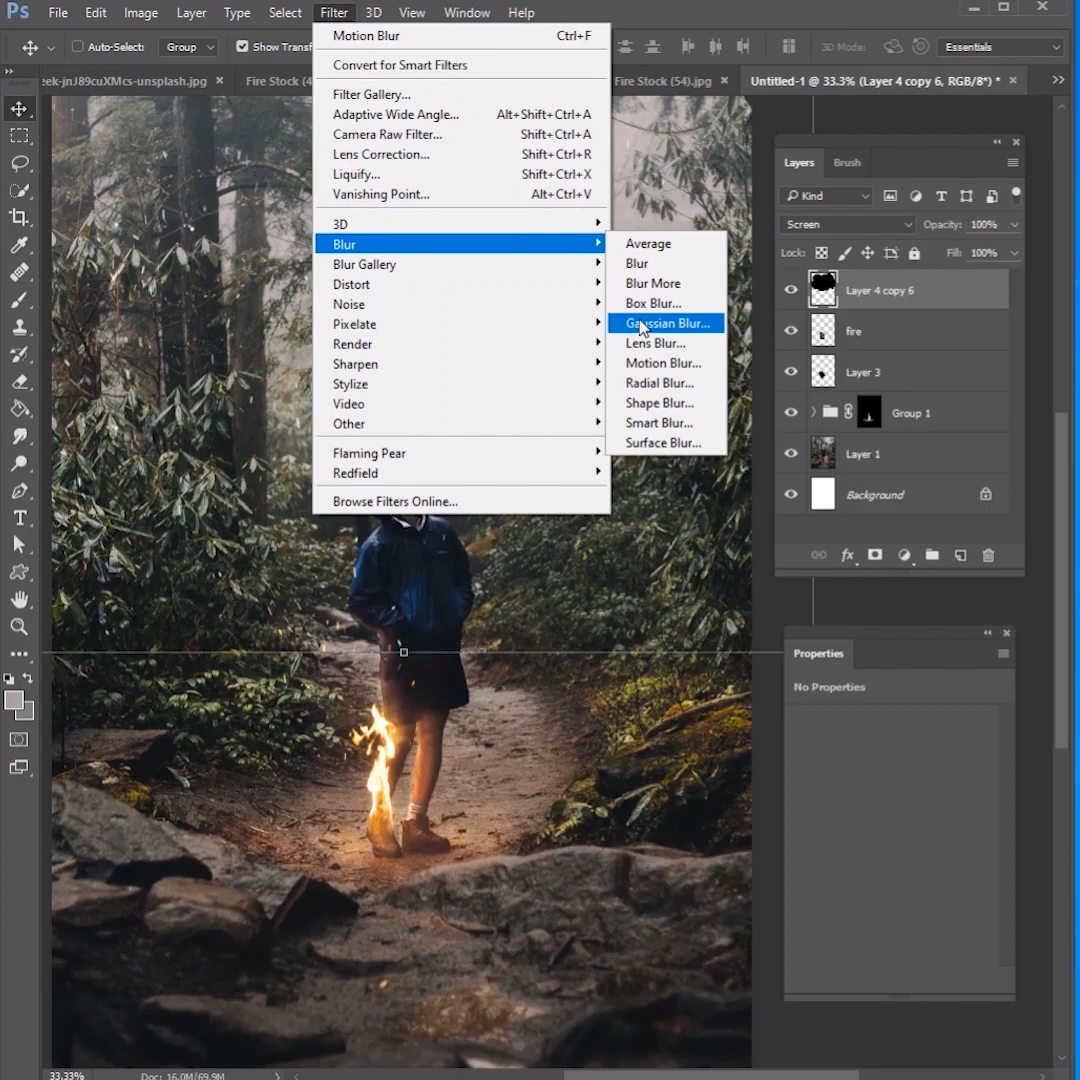 Ps File Edit Image Layer Type Select Filter 3D View Window Help
Auto-Select: Group Show Transf 3D Mode: Essentials
eek-jnJ89cuXMcs-unsplash.jpg × Fire Stock (4 Fire Stock (54).jpg × Untitled-1 @ 33.3% (Layer 4 copy 6, RGB/8*) * ×
Motion Blur Ctrl+F
Convert for Smart Filters
Filter Gallery...
Adaptive Wide Angle... Alt+Shift+Ctrl+A
Camera Raw Filter... Shift+Ctrl+A
Lens Correction... Shift+Ctrl+R
Liquify... Shift+Ctrl+X
Vanishing Point... Alt+Ctrl+V
3D
Blur
Blur Gallery
Distort
Noise
Pixelate
Render
Sharpen
Stylize
Video
Other
Flaming Pear
Redfield
Browse Filters Online...
Average
Blur
Blur More
Box Blur...
Gaussian Blur...
Lens Blur...
Motion Blur...
Radial Blur...
Shape Blur...
Smart Blur...
Surface Blur...
Layers Brush
Kind
Screen Opacity: 100%
Lock: Fill: 100%
Layer 4 copy 6
fire
Layer 3
Group 1
Layer 1
Background
fx
Properties
No Properties
33.33% Doc: 16.0M/69.9M